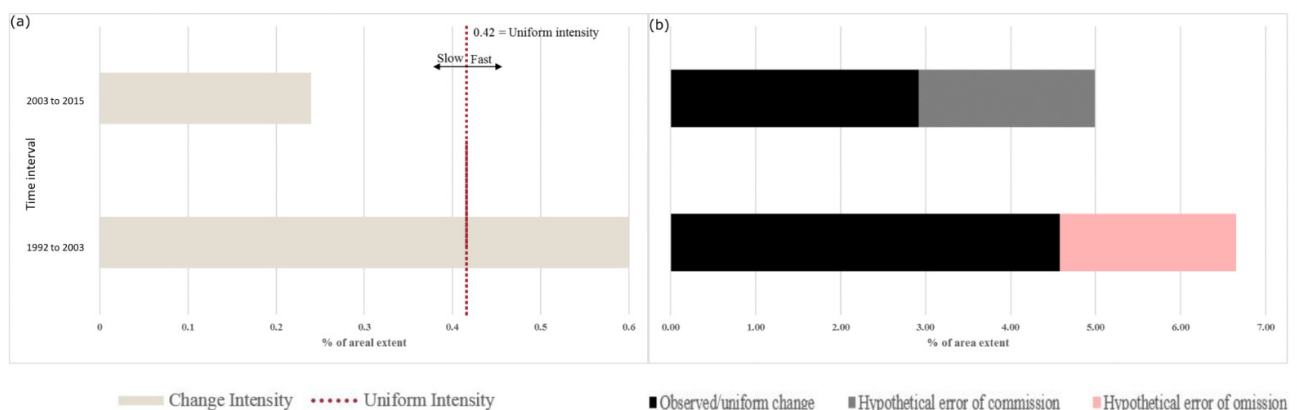 (a)
0.42 = Uniform intensity
Slow Fast
2003 to 2015
Time interval
1992 to 2003
0 0.1 0.2 0.3 0.4 0.5 0.6
% of areal extent
Change Intensity Uniform Intensity
(b)
0.00 1.00 2.00 3.00 4.00 5.00 6.00 7.00
% of area extent
Observed/uniform change Hypothetical error of commission Hypothetical error of omission